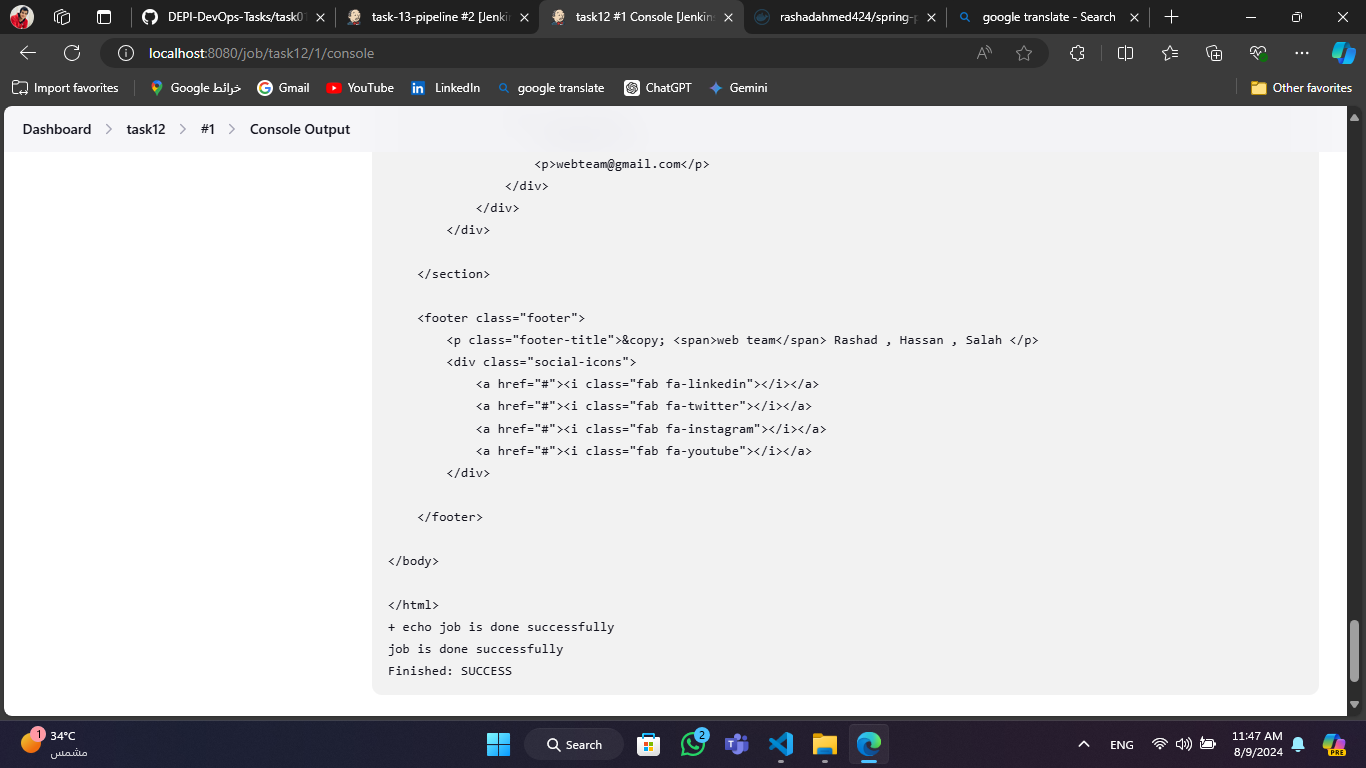 DEPI-DevOps-Tasks/task01
task-13-pipeline #2 [Jenkin
task12 #1 Console [Jenkins
rashadahmed424/spring-p
google translate - Search
localhost:8080/job/task12/1/console
Import favorites
Google خرائط
Gmail
YouTube
LinkedIn
google translate
ChatGPT
Gemini
Other favorites
Dashboard
task12
#1
Console Output
<p>webteam@gmail.com</p>
</div>
</div>
</div>
</section>
<footer class="footer">
<p class="footer-title">&copy; <span>web team</span> Rashad , Hassan , Salah </p>
<div class="social-icons">
<a href="#"><i class="fab fa-linkedin"></i></a>
<a href="#"><i class="fab fa-twitter"></i></a>
<a href="#"><i class="fab fa-instagram"></i></a>
<a href="#"><i class="fab fa-youtube"></i></a>
</div>
</footer>
</body>
</html>
+ echo job is done successfully
job is done successfully
Finished: SUCCESS
1
34°C
مشمس
Search
2
ENG
11:47 AM
8/9/2024
PRE